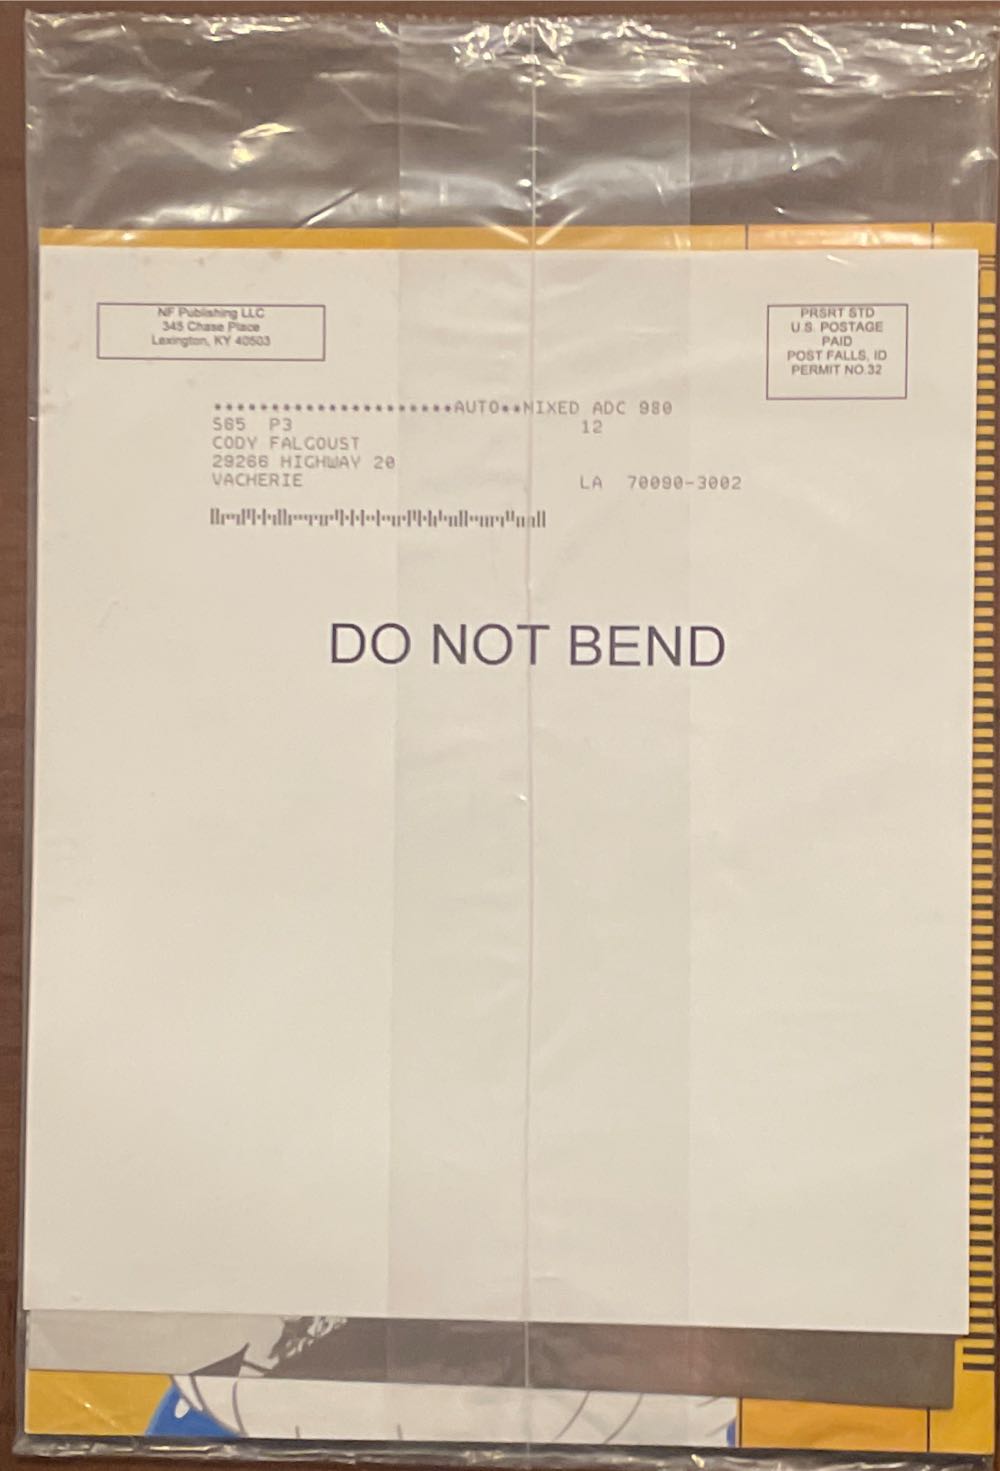 NF Publishing LLC
345 Chase Place
Lexington, KY 40503
PRSRT STD
U.S. POSTAGE
PAID
POST FALLS, ID
PERMIT NO.32
*********************AUTO**MIXED ADC 980
S65 P3 12
CODY FALGOUST
29266 HIGHWAY 20
VACHERIE LA 70090-3002
DO NOT BEND